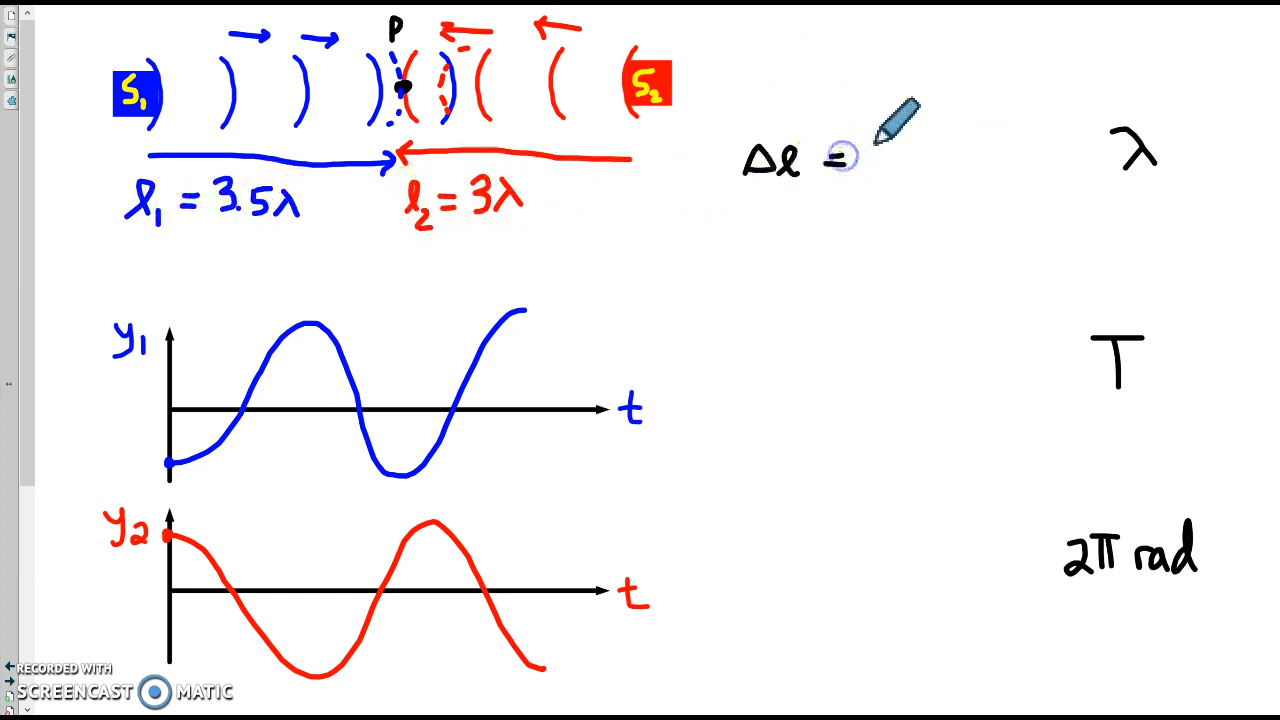 P
S₁
S₂
l₁ = 3.5λ
l₂ = 3λ
Δl =
λ
y₁
t
T
y₂
t
2π rad
RECORDED WITH
SCREENCAST MATIC